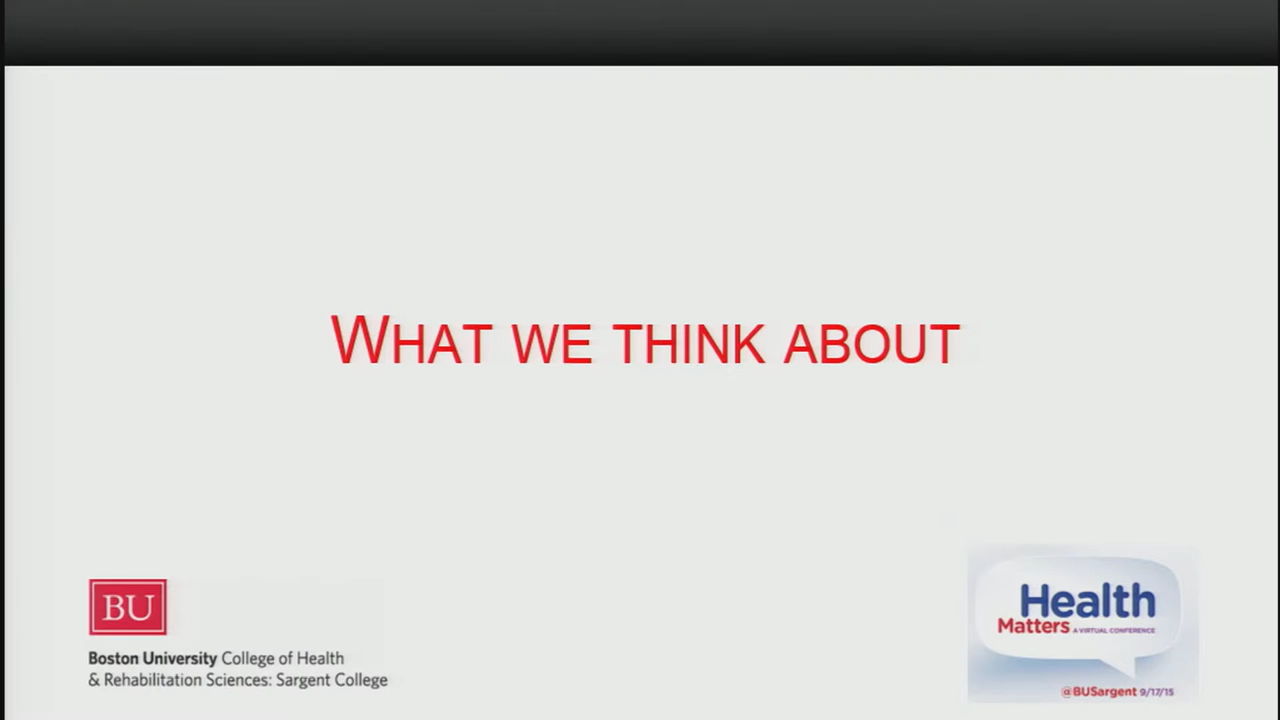 What we think about
BU
Boston University College of Health
& Rehabilitation Sciences: Sargent College
Health
Matters A VIRTUAL CONFERENCE
@BUSargent 9/17/15